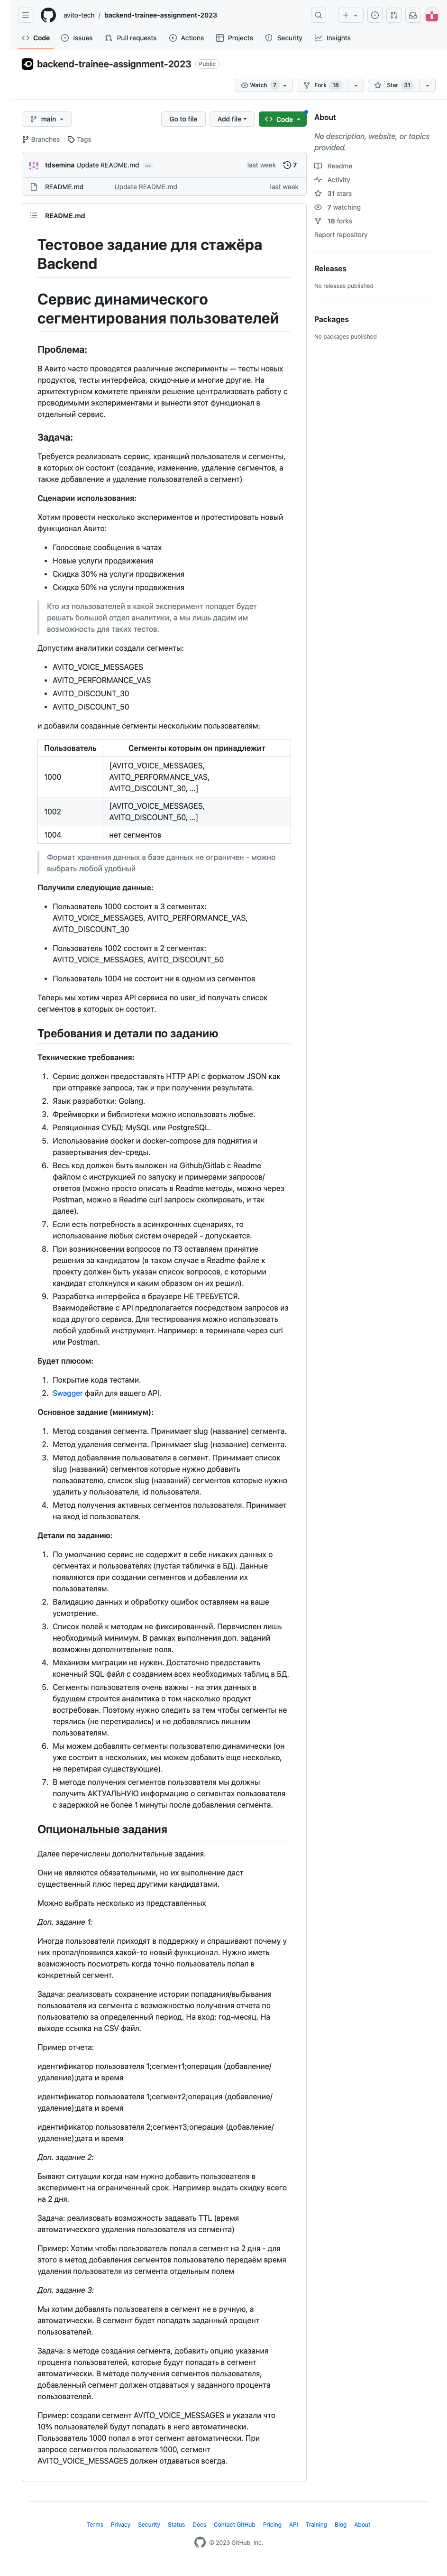 avito-tech / backend-trainee-assignment-2023
Code Issues Pull requests Actions Projects Security Insights
backend-trainee-assignment-2023 Public
Watch 7 Fork 18 Star 31
main Go to file Add file Code
Branches Tags
tdsemina Update README.md ... last week 7
README.md Update README.md last week
README.md
Тестовое задание для стажёра
Backend
Сервис динамического
сегментирования пользователей
Проблема:
В Авито часто проводятся различные эксперименты — тесты новых
продуктов, тесты интерфейса, скидочные и многие другие. На
архитектурном комитете приняли решение централизовать работу с
проводимыми экспериментами и вынести этот функционал в
отдельный сервис.
Задача:
Требуется реализовать сервис, хранящий пользователя и сегменты,
в которых он состоит (создание, изменение, удаление сегментов, а
также добавление и удаление пользователей в сегмент)
Сценарии использования:
Хотим провести несколько экспериментов и протестировать новый
функционал Авито:
• Голосовые сообщения в чатах
• Новые услуги продвижения
• Скидка 30% на услуги продвижения
• Скидка 50% на услуги продвижения
Кто из пользователей в какой эксперимент попадет будет
решать большой отдел аналитики, а мы лишь дадим им
возможность для таких тестов.
Допустим аналитики создали сегменты:
• AVITO_VOICE_MESSAGES
• AVITO_PERFORMANCE_VAS
• AVITO_DISCOUNT_30
• AVITO_DISCOUNT_50
и добавили созданные сегменты нескольким пользователям:
Пользователь Сегменты которым он принадлежит
1000 [AVITO_VOICE_MESSAGES,
AVITO_PERFORMANCE_VAS,
AVITO_DISCOUNT_30, ...]
1002 [AVITO_VOICE_MESSAGES,
AVITO_DISCOUNT_50, ...]
1004 нет сегментов
Формат хранения данных в базе данных не ограничен - можно
выбрать любой удобный
Получили следующие данные:
• Пользователь 1000 состоит в 3 сегментах:
AVITO_VOICE_MESSAGES, AVITO_PERFORMANCE_VAS,
AVITO_DISCOUNT_30
• Пользователь 1002 состоит в 2 сегментах:
AVITO_VOICE_MESSAGES, AVITO_DISCOUNT_50
• Пользователь 1004 не состоит ни в одном из сегментов
Теперь мы хотим через API сервиса по user_id получать список
сегментов в которых он состоит.
Требования и детали по заданию
Технические требования:
1. Сервис должен предоставлять HTTP API с форматом JSON как
при отправке запроса, так и при получении результата.
2. Язык разработки: Golang.
3. Фреймворки и библиотеки можно использовать любые.
4. Реляционная СУБД: MySQL или PostgreSQL.
5. Использование docker и docker-compose для поднятия и
развертывания dev-среды.
6. Весь код должен быть выложен на Github/Gitlab с Readme
файлом с инструкцией по запуску и примерами запросов/
ответов (можно просто описать в Readme методы, можно через
Postman, можно в Readme curl запросы скопировать, и так
далее).
7. Если есть потребность в асинхронных сценариях, то
использование любых систем очередей - допускается.
8. При возникновении вопросов по ТЗ оставляем принятие
решения за кандидатом (в таком случае в Readme файле к
проекту должен быть указан список вопросов, с которыми
кандидат столкнулся и каким образом он их решил).
9. Разработка интерфейса в браузере НЕ ТРЕБУЕТСЯ.
Взаимодействие с API предполагается посредством запросов из
кода другого сервиса. Для тестирования можно использовать
любой удобный инструмент. Например: в терминале через curl
или Postman.
Будет плюсом:
1. Покрытие кода тестами.
2. Swagger файл для вашего API.
Основное задание (минимум):
1. Метод создания сегмента. Принимает slug (название) сегмента.
2. Метод удаления сегмента. Принимает slug (название) сегмента.
3. Метод добавления пользователя в сегмент. Принимает список
slug (названий) сегментов которые нужно добавить
пользователю, список slug (названий) сегментов которые нужно
удалить у пользователя, id пользователя.
4. Метод получения активных сегментов пользователя. Принимает
на вход id пользователя.
Детали по заданию:
1. По умолчанию сервис не содержит в себе никаких данных о
сегментах и пользователях (пустая табличка в БД). Данные
появляются при создании сегментов и добавлении их
пользователям.
2. Валидацию данных и обработку ошибок оставляем на ваше
усмотрение.
3. Список полей к методам не фиксированный. Перечислен лишь
необходимый минимум. В рамках выполнения доп. заданий
возможны дополнительные поля.
4. Механизм миграции не нужен. Достаточно предоставить
конечный SQL файл с созданием всех необходимых таблиц в БД.
5. Сегменты пользователя очень важны - на этих данных в
будущем строится аналитика о том насколько продукт
востребован. Поэтому нужно следить за тем чтобы сегменты не
терялись (не перетирались) и не добавлялись лишним
пользователям.
6. Мы можем добавлять сегменты пользователю динамически (он
уже состоит в нескольких, мы можем добавить еще несколько,
не перетирая существующие).
7. В методе получения сегментов пользователя мы должны
получить АКТУАЛЬНУЮ информацию о сегментах пользователя
с задержкой не более 1 минуты после добавления сегмента.
Опциональные задания
Далее перечислены дополнительные задания.
Они не являются обязательными, но их выполнение даст
существенный плюс перед другими кандидатами.
Можно выбрать несколько из представленных
Доп. задание 1:
Иногда пользователи приходят в поддержку и спрашивают почему у
них пропал/появился какой-то новый функционал. Нужно иметь
возможность посмотреть когда точно пользователь попал в
конкретный сегмент.
Задача: реализовать сохранение истории попадания/выбывания
пользователя из сегмента с возможностью получения отчета по
пользователю за определенный период. На вход: год-месяц. На
выходе ссылка на CSV файл.
Пример отчета:
идентификатор пользователя 1;сегмент1;операция (добавление/
удаление);дата и время
идентификатор пользователя 1;сегмент2;операция (добавление/
удаление);дата и время
идентификатор пользователя 2;сегмент3;операция (добавление/
удаление);дата и время
Доп. задание 2:
Бывают ситуации когда нам нужно добавить пользователя в
эксперимент на ограниченный срок. Например выдать скидку всего
на 2 дня.
Задача: реализовать возможность задавать TTL (время
автоматического удаления пользователя из сегмента)
Пример: Хотим чтобы пользователь попал в сегмент на 2 дня - для
этого в метод добавления сегментов пользователю передаём время
удаления пользователя из сегмента отдельным полем
Доп. задание 3:
Мы хотим добавлять пользователя в сегмент не в ручную, а
автоматически. В сегмент будет попадать заданный процент
пользователей.
Задача: в методе создания сегмента, добавить опцию указания
процента пользователей, которые будут попадать в сегмент
автоматически. В методе получения сегментов пользователя,
добавленный сегмент должен отдаваться у заданного процента
пользователей.
Пример: создали сегмент AVITO_VOICE_MESSAGES и указали что
10% пользователей будут попадать в него автоматически.
Пользователь 1000 попал в этот сегмент автоматически. При
запросе сегментов пользователя 1000, сегмент
AVITO_VOICE_MESSAGES должен отдаваться всегда.
About
No description, website, or topics
provided.
Readme
Activity
31 stars
7 watching
18 forks
Report repository
Releases
No releases published
Packages
No packages published
Terms Privacy Security Status Docs Contact GitHub Pricing API Training Blog About
© 2023 GitHub, Inc.